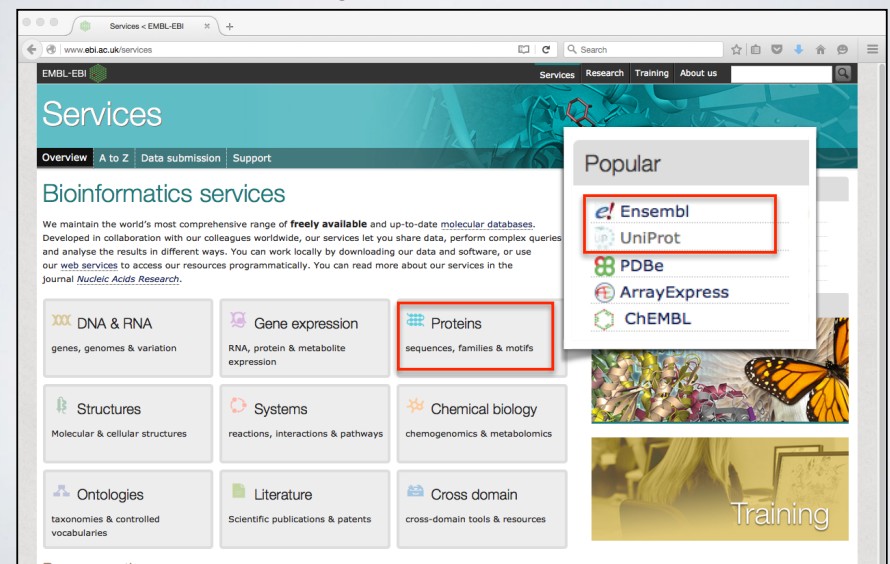 Services < EMBL-EBI
www.ebi.ac.uk/services
Search
EMBL-EBI
Services Research Training About us
Services
Overview A to Z Data submission Support
Popular
Ensembl
UniProt
PDBe
ArrayExpress
ChEMBL
Bioinformatics services
We maintain the world's most comprehensive range of freely available and up-to-date molecular databases.
Developed in collaboration with our colleagues worldwide, our services let you share data, perform complex queries
and analyse the results in different ways. You can work locally by downloading our data and software, or use
our web services to access our resources programmatically. You can read more about our services in the
journal Nucleic Acids Research.
DNA & RNA
genes, genomes & variation
Gene expression
RNA, protein & metabolite
expression
Proteins
sequences, families & motifs
Structures
Molecular & cellular structures
Systems
reactions, interactions & pathways
Chemical biology
chemogenomics & metabolomics
Ontologies
taxonomies & controlled
vocabularies
Literature
Scientific publications & patents
Cross domain
cross-domain tools & resources
Training